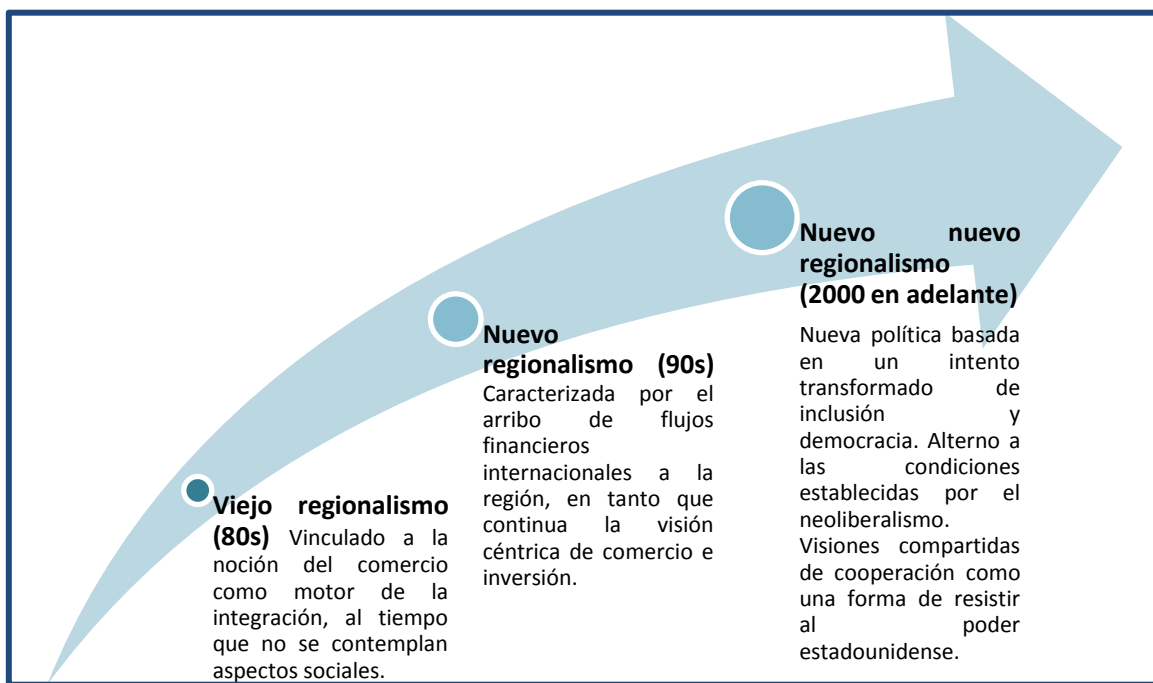 Viejo regionalismo
(80s) Vinculado a la
noción del comercio
como motor de la
integración, al tiempo
que no se contemplan
aspectos sociales.
Nuevo
regionalismo (90s)
Caracterizada por el
arribo de flujos
financieros
internacionales a la
región, en tanto que
continua la visión
céntrica de comercio e
inversión.
Nuevo nuevo
regionalismo
(2000 en adelante)
Nueva política basada
en un intento
transformado de
inclusión y
democracia. Alterno a
las condiciones
establecidas por el
neoliberalismo.
Visiones compartidas
de cooperación como
una forma de resistir
al poder
estadounidense.